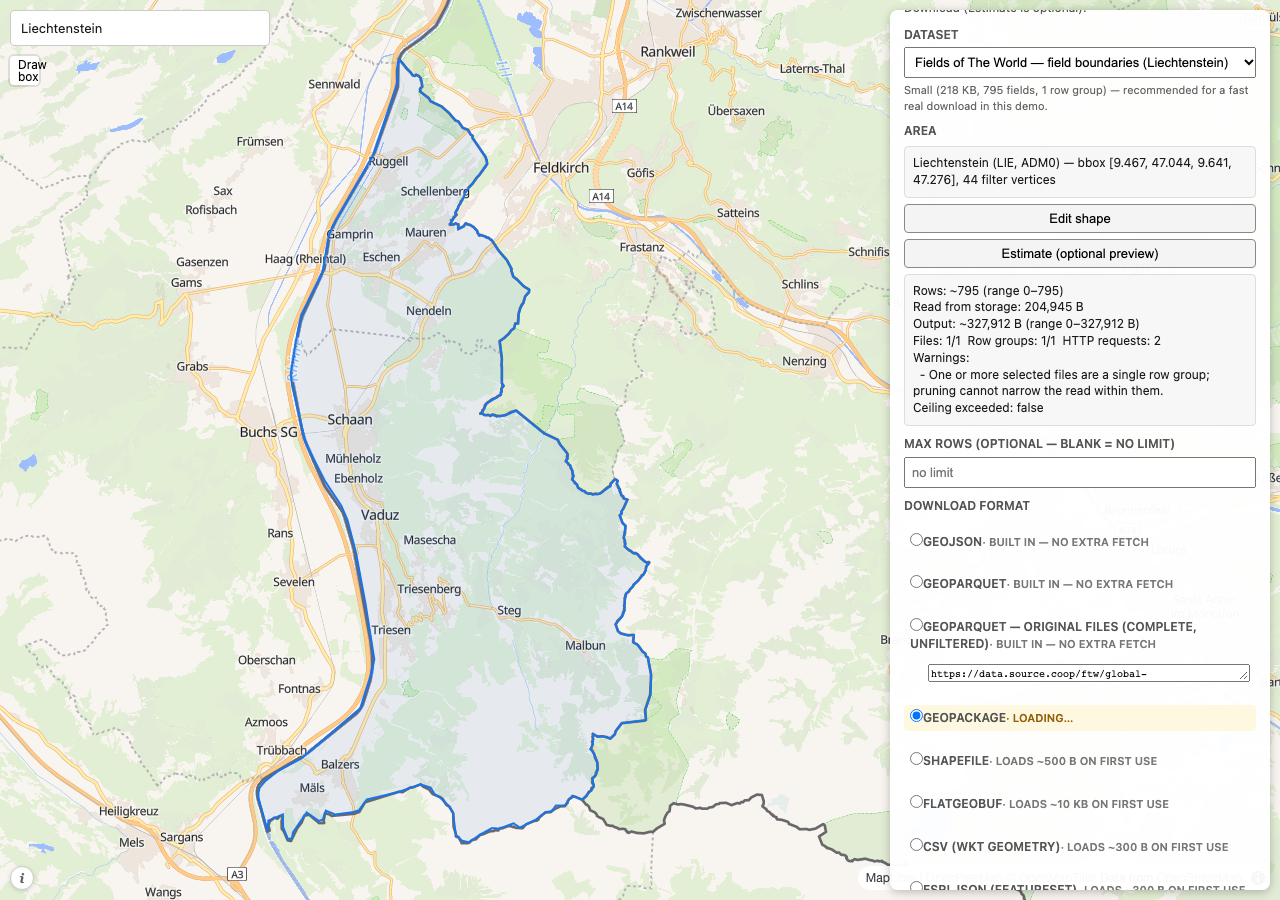 Liechtenstein
Draw
box
Zwischenwasser
Rankweil
Laterns-Thal
Sennwald
A14
Übersaxen
Frümsen
Ruggell
Feldkirch
Göfis
Sax
Schellenberg
A14
Rofisbach
Satteins
Gamprin
Mauren
Frastanz
Schnifis
Gasenzen
Haag (Rheintal)
Eschen
Gams
Schlins
Nendeln
Nenzing
Grabs
Schaan
Buchs SG
Mühleholz
Ebenholz
Vaduz
Rans
Masescha
Sevelen
Triesenberg
Steg
Triesen
Malbun
Oberschan
Fontnas
Azmoos
Trübbach
Balzers
Mäls
Heiligkreuz
Sargans
Mels
A3
Wangs
i
Map
Download (Estimate is optional).
DATASET
Fields of The World — field boundaries (Liechtenstein)
Small (218 KB, 795 fields, 1 row group) — recommended for a fast
real download in this demo.
AREA
Liechtenstein (LIE, ADM0) — bbox [9.467, 47.044, 9.641,
47.276], 44 filter vertices
Edit shape
Estimate (optional preview)
Rows: ~795 (range 0–795)
Read from storage: 204,945 B
Output: ~327,912 B (range 0–327,912 B)
Files: 1/1 Row groups: 1/1 HTTP requests: 2
Warnings:
- One or more selected files are a single row group;
pruning cannot narrow the read within them.
Ceiling exceeded: false
MAX ROWS (OPTIONAL — BLANK = NO LIMIT)
no limit
DOWNLOAD FORMAT
GEOJSON · BUILT IN — NO EXTRA FETCH
GEOPARQUET · BUILT IN — NO EXTRA FETCH
GEOPARQUET — ORIGINAL FILES (COMPLETE,
UNFILTERED) · BUILT IN — NO EXTRA FETCH
https://data.source.coop/ftw/global-
GEOPACKAGE · LOADING…
SHAPEFILE · LOADS ~500 B ON FIRST USE
FLATGEOBUF · LOADS ~10 KB ON FIRST USE
CSV (WKT GEOMETRY) · LOADS ~300 B ON FIRST USE
ESRI JSON (FEATURESET) · LOADS ~300 B ON FIRST USE